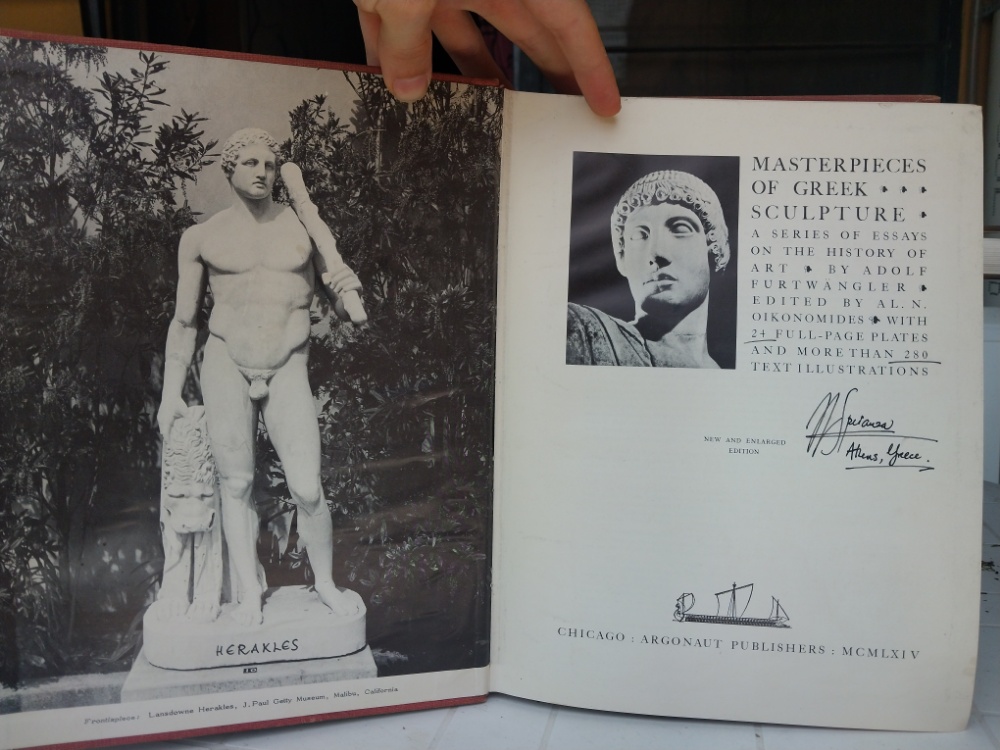 HERAKLES
Frontispiece: Lansdowne Herakles, J. Paul Getty Museum, Malibu, California
MASTERPIECES
OF GREEK
SCULPTURE
A SERIES OF ESSAYS
ON THE HISTORY OF
ART BY ADOLF
FURTWANGLER
EDITED BY AL. N.
OIKONOMIDES WITH
24 FULL-PAGE PLATES
AND MORE THAN 280
TEXT ILLUSTRATIONS
Athens, Greece.
NEW AND ENLARGED
EDITION
CHICAGO : ARGONAUT PUBLISHERS : MCMLXIV